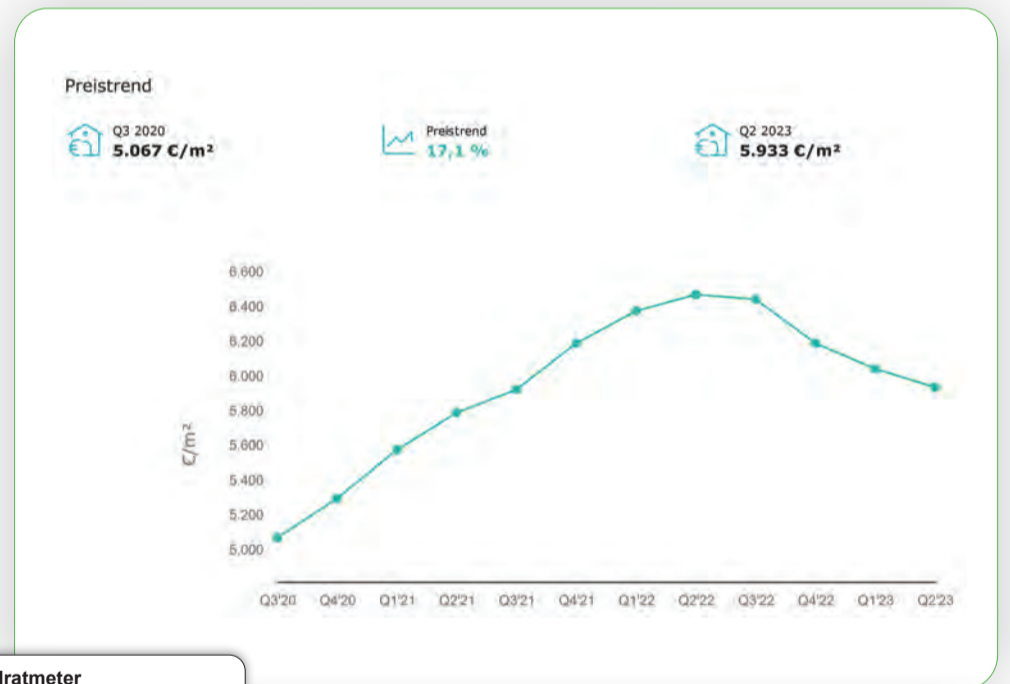 Preistrend
Q3 2020
5.067 €/m²
Preistrend
17,1 %
Q2 2023
5.933 €/m²
6.600
6.400
6.200
6.000
5.800
5.600
5.400
5.200
5.000
€/m²
Q3'20 Q4'20 Q1'21 Q2'21 Q3'21 Q4'21 Q1'22 Q2'22 Q3'22 Q4'22 Q1'23 Q2'23